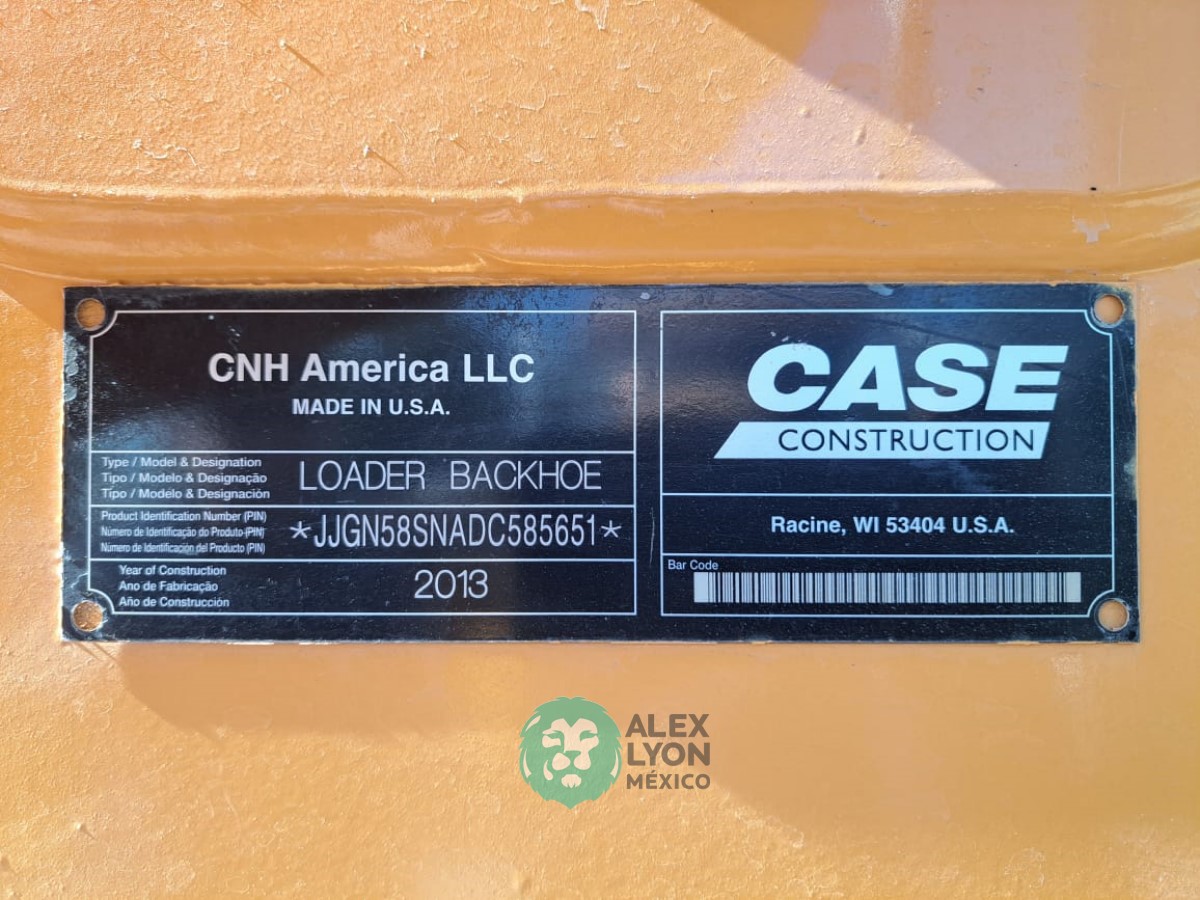 CNH America LLC
MADE IN U.S.A.
Type / Model & Designation
Tipo / Modelo & Designação
Tipo / Modelo & Designación
LOADER BACKHOE
Product Identification Number (PIN)
Número de Identificação do Produto (PIN)
Número de Identificación del Producto (PIN)
*JJGN58SNADC585651*
Year of Construction
Ano de Fabricação
Año de Construcción
2013
CASE
CONSTRUCTION
Racine, WI 53404 U.S.A.
Bar Code
ALEX
LYON
MÉXICO